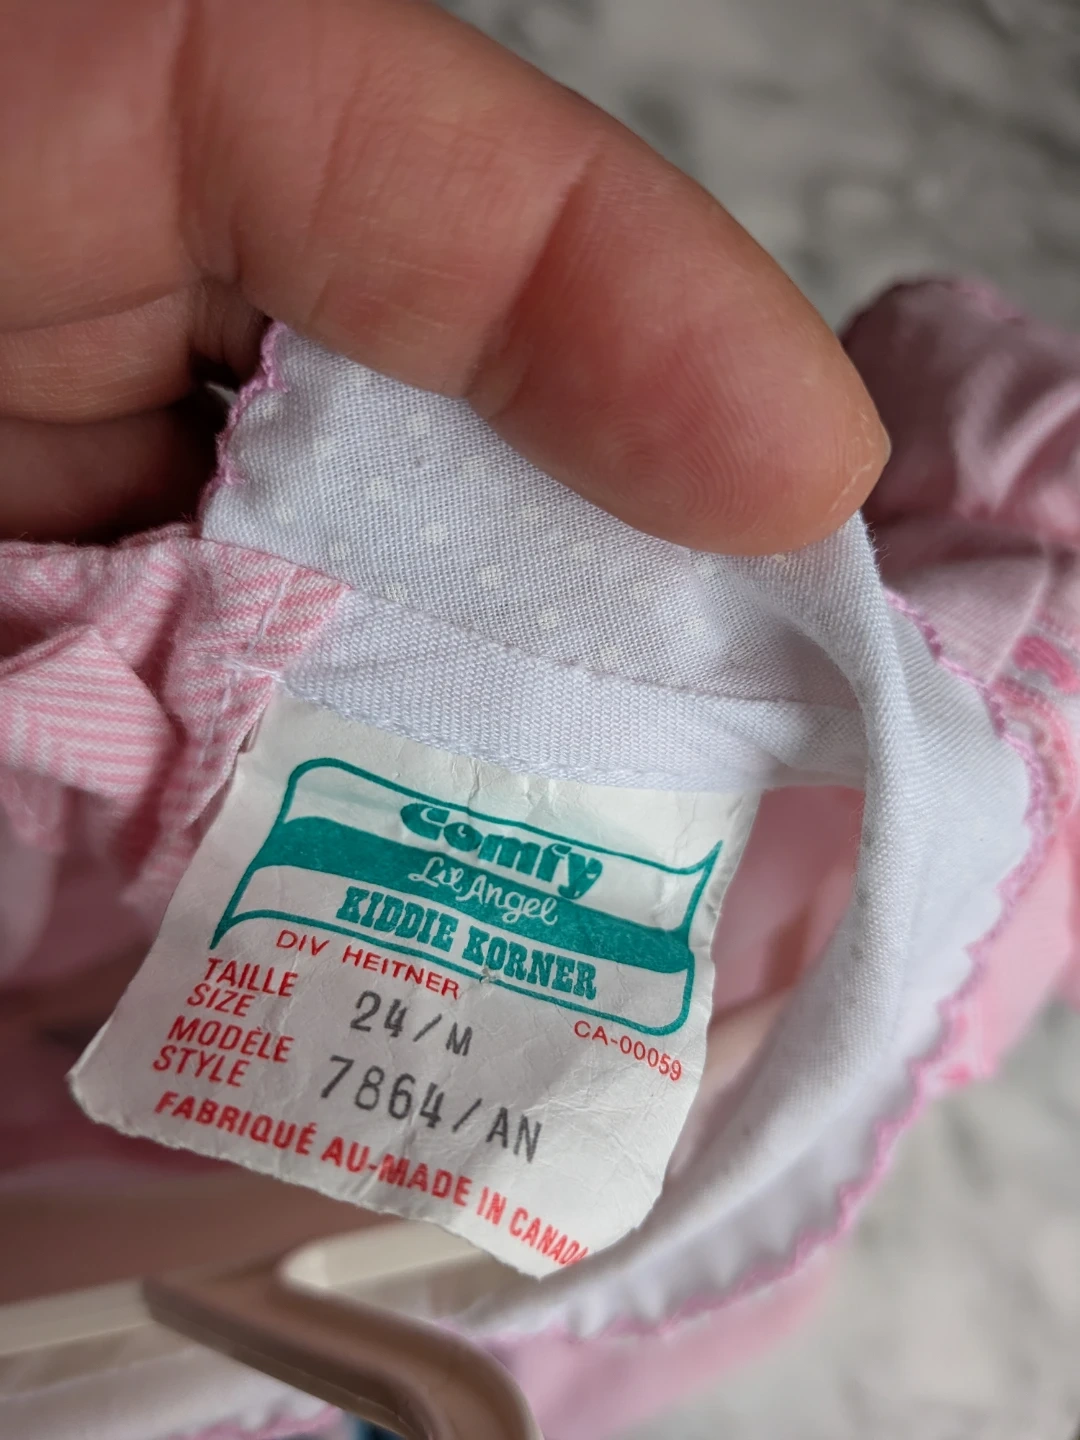 Comfy
Lil Angel
KIDDIE KORNER
DIV HEITNER
CA-00059
TAILLE
SIZE
24/M
MODÈLE
STYLE
7864/AN
FABRIQUÉ AU-MADE IN CANADA